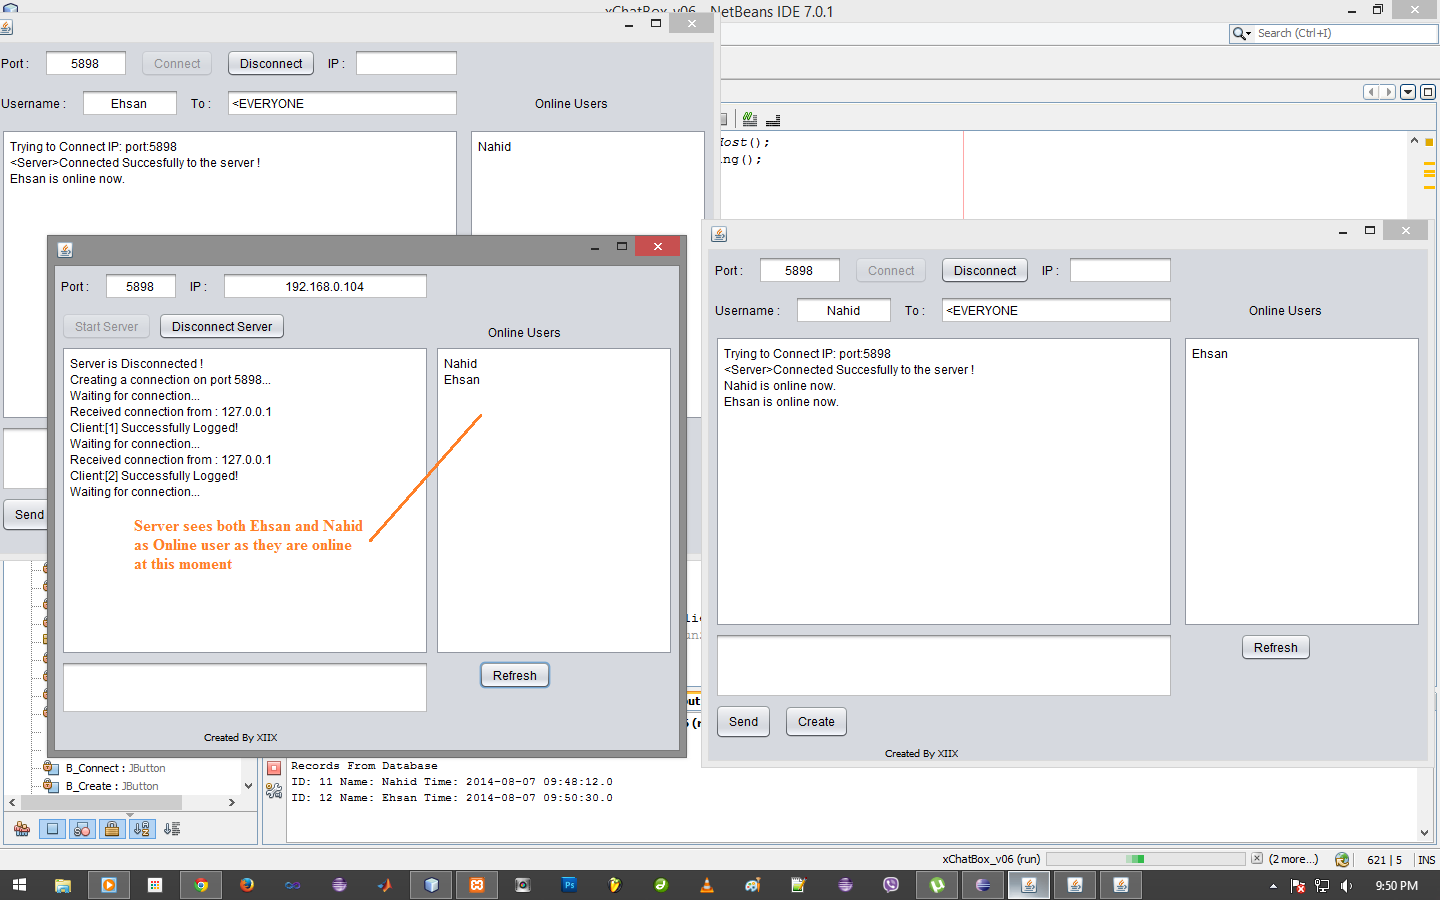 xChatBox_v06 - NetBeans IDE 7.0.1
Search (Ctrl+I)
Port : 5898 Connect Disconnect IP :
Username : Ehsan To : <EVERYONE Online Users
Trying to Connect IP: port:5898
<Server>Connected Succesfully to the server !
Ehsan is online now.
Nahid
Send
Host();
ng();
Port : 5898 IP : 192.168.0.104
Start Server Disconnect Server
Online Users
Server is Disconnected !
Creating a connection on port 5898...
Waiting for connection...
Received connection from : 127.0.0.1
Client:[1] Successfully Logged!
Waiting for connection...
Received connection from : 127.0.0.1
Client:[2] Successfully Logged!
Waiting for connection...
Nahid
Ehsan
Server sees both Ehsan and Nahid
as Online user as they are online
at this moment
Refresh
Created By XIIX
Port : 5898 Connect Disconnect IP :
Username : Nahid To : <EVERYONE Online Users
Trying to Connect IP: port:5898
<Server>Connected Succesfully to the server !
Nahid is online now.
Ehsan is online now.
Ehsan
Refresh
Send Create
Created By XIIX
B_Connect : JButton
B_Create : JButton
Records From Database
ID: 11 Name: Nahid Time: 2014-08-07 09:48:12.0
ID: 12 Name: Ehsan Time: 2014-08-07 09:50:30.0
xChatBox_v06 (run) (2 more...) 621 | 5 INS
9:50 PM